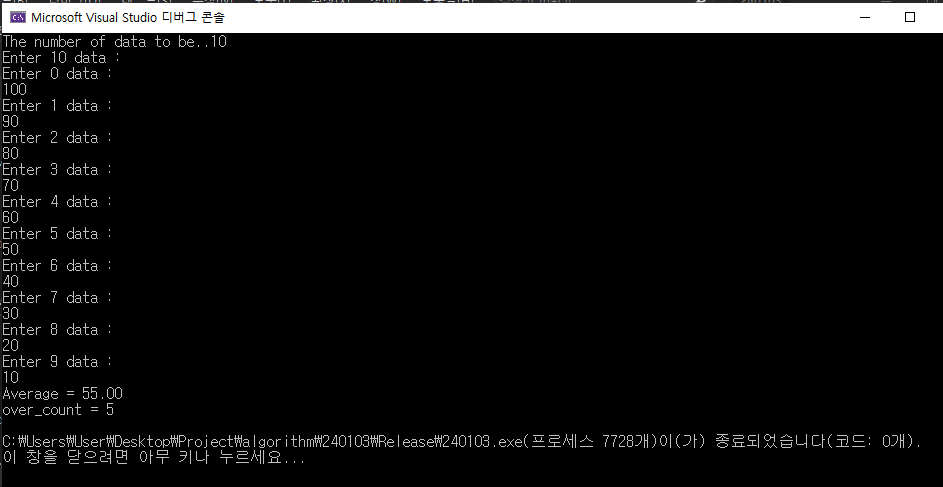 Microsoft Visual Studio 디버그 콘솔
The number of data to be..10
Enter 10 data :
Enter 0 data :
100
Enter 1 data :
90
Enter 2 data :
80
Enter 3 data :
70
Enter 4 data :
60
Enter 5 data :
50
Enter 6 data :
40
Enter 7 data :
30
Enter 8 data :
20
Enter 9 data :
10
Average = 55.00
over_count = 5
C:₩Users₩User₩Desktop₩Project₩algorithm₩240103₩Release₩240103.exe(프로세스 7728개)이(가) 종료되었습니다(코드: 0개).
이 창을 닫으려면 아무 키나 누르세요...